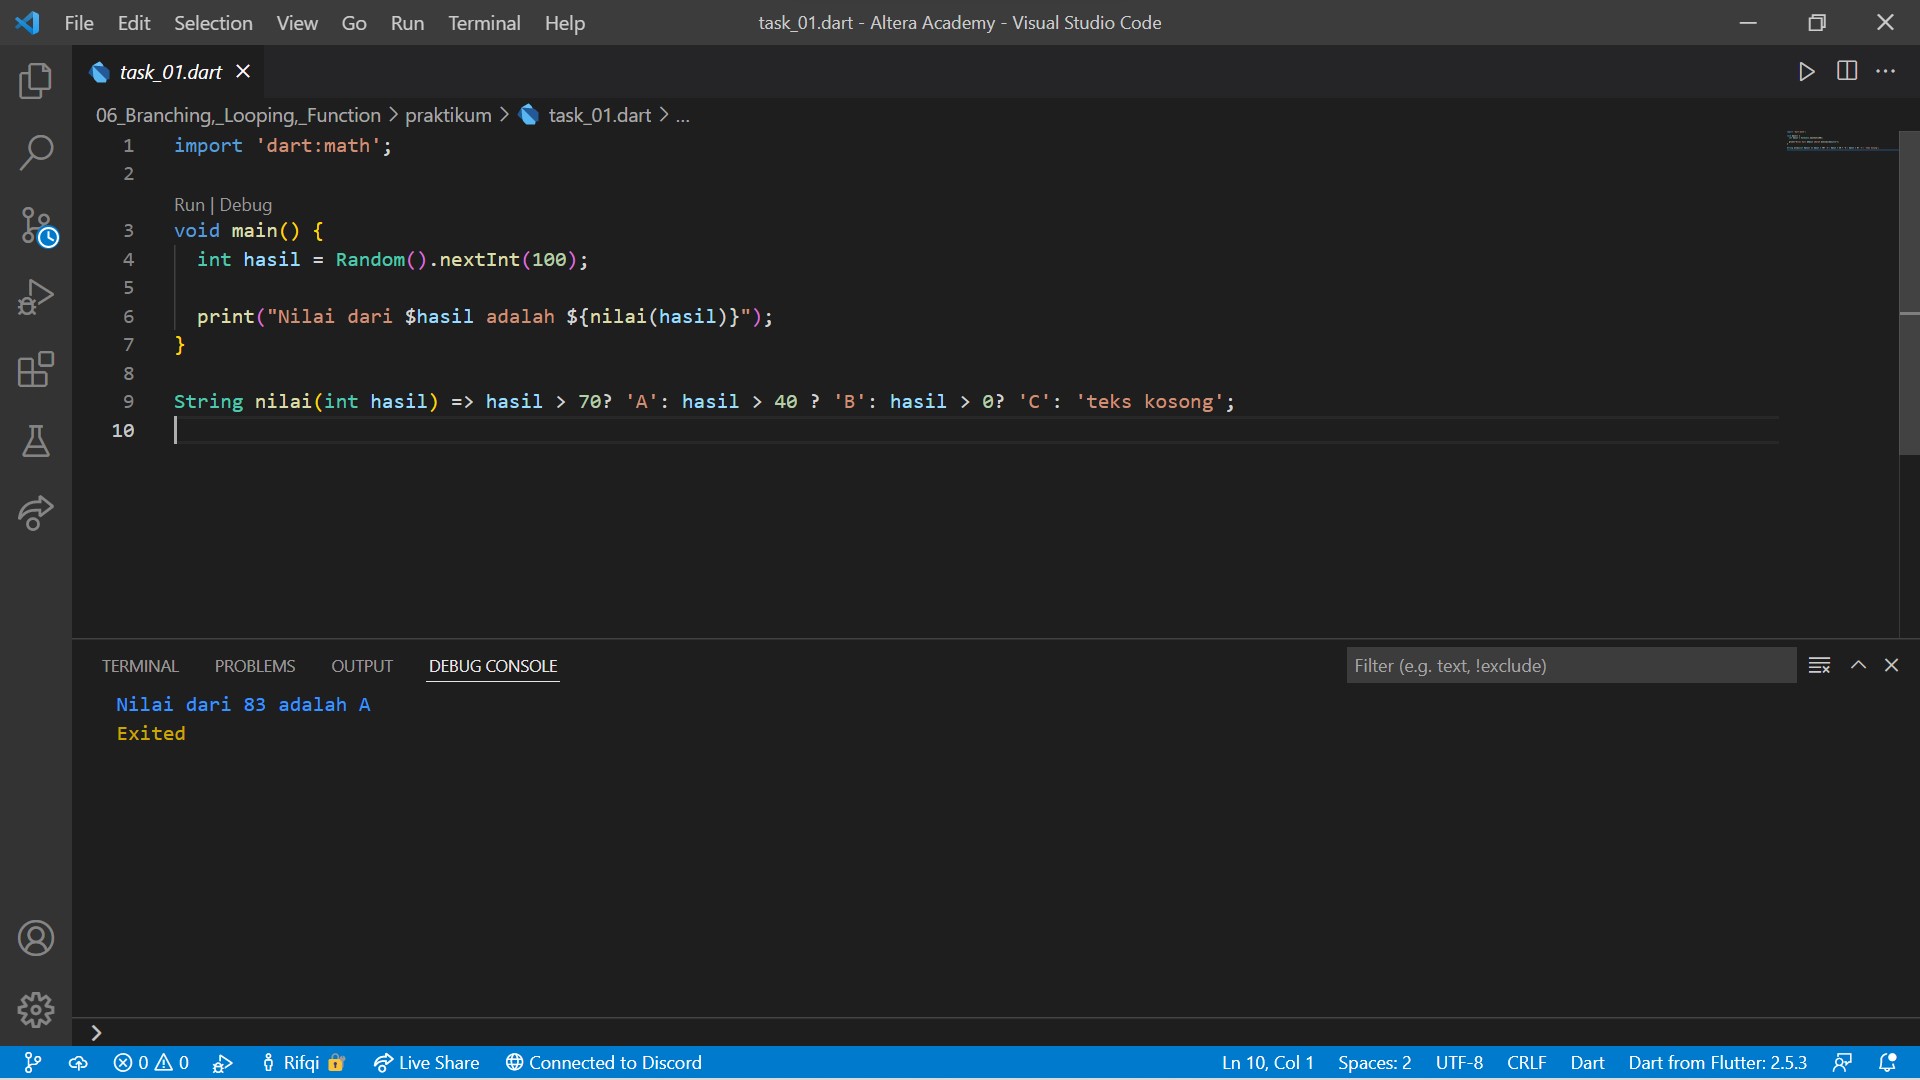 File Edit Selection View Go Run Terminal Help task_01.dart - Altera Academy - Visual Studio Code
task_01.dart
06_Branching,_Looping,_Function > praktikum > task_01.dart > ...
1 import 'dart:math';
2
Run | Debug
3 void main() {
4 int hasil = Random().nextInt(100);
5
6 print("Nilai dari $hasil adalah ${nilai(hasil)}");
7 }
8
9 String nilai(int hasil) => hasil > 70? 'A': hasil > 40 ? 'B': hasil > 0? 'C': 'teks kosong';
10
TERMINAL PROBLEMS OUTPUT DEBUG CONSOLE Filter (e.g. text, !exclude)
Nilai dari 83 adalah A
Exited
0 0 Rifqi Live Share Connected to Discord Ln 10, Col 1 Spaces: 2 UTF-8 CRLF Dart Dart from Flutter: 2.5.3